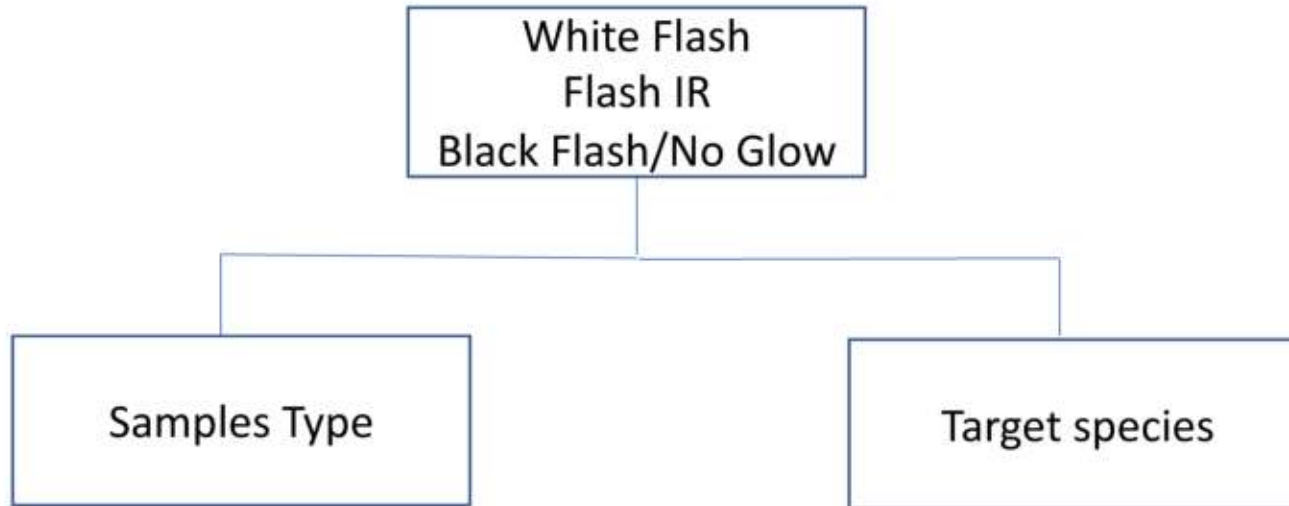 White Flash
Flash IR
Black Flash/No Glow
Samples Type
Target species